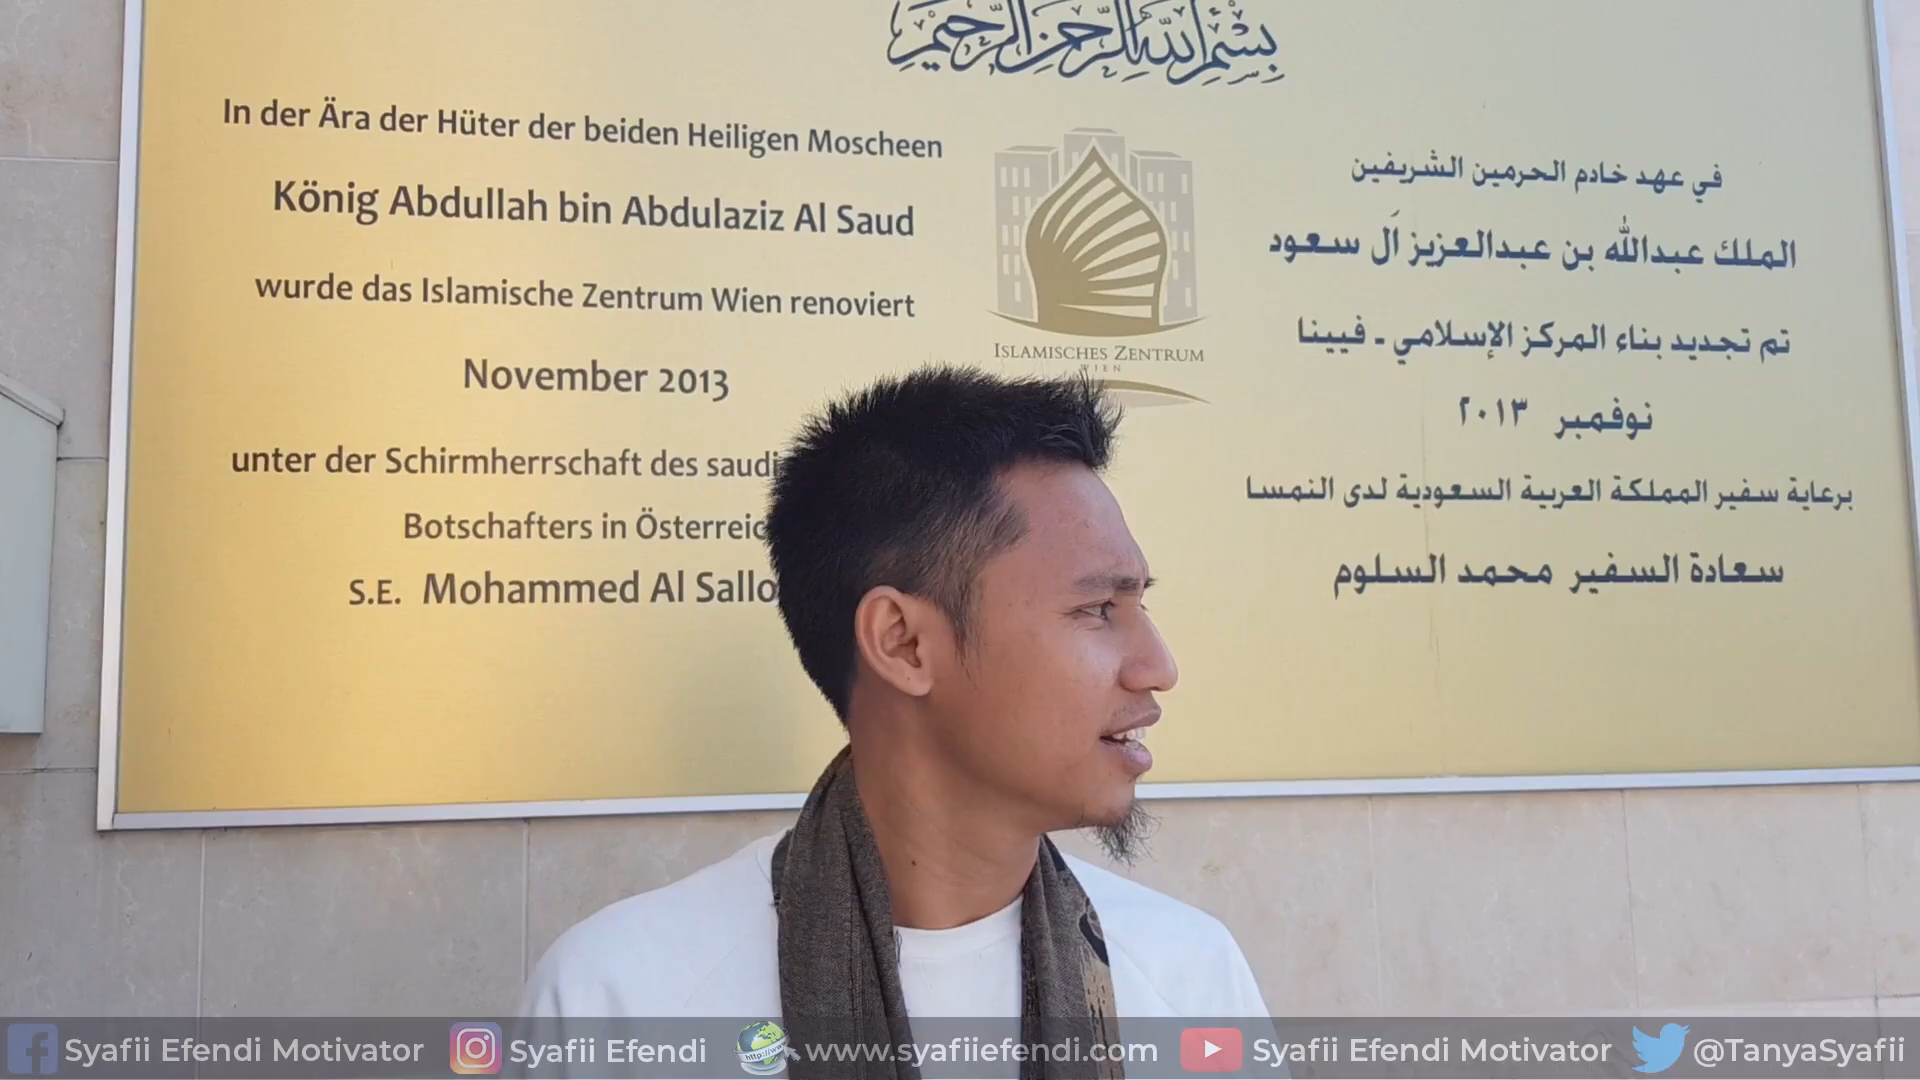 بسم الله الرحمن الرحيم
In der Ära der Hüter der beiden Heiligen Moscheen
König Abdullah bin Abdulaziz Al Saud
wurde das Islamische Zentrum Wien renoviert
November 2013
unter der Schirmherrschaft des
Botschafters in
S.E. Mohammed Al
ISLAMISCHES ZENTRUM
WIEN
في عهد خادم الحرمين الشريفين
الملك عبدالله بن عبدالعزيز آل سعود
تم تجديد بناء المركز الإسلامي - فيينا
نوفمبر ٢٠١٣
برعاية سفير المملكة العربية السعودية لدى النمسا
سعادة السفير محمد السلوم
Syafii Efendi Motivator
Syafii Efendi
http://ww
www.syafiiefendi.com
Syafii Efendi Motivator
@TanyaSyafii